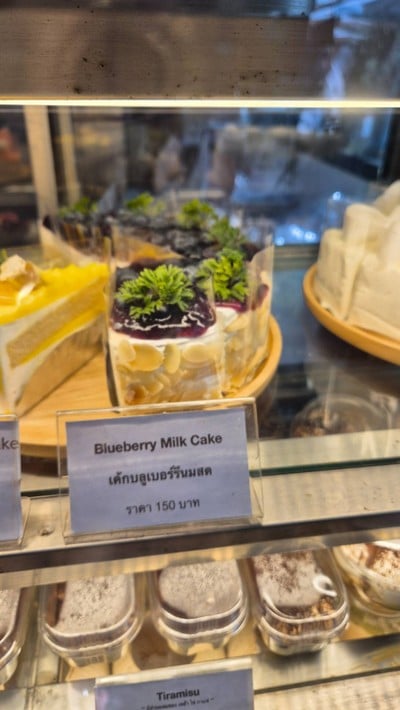 ke
Blueberry Milk Cake
เค้กบลูเบอร์รีนมสด
ราคา 150 บาท
Tiramisu